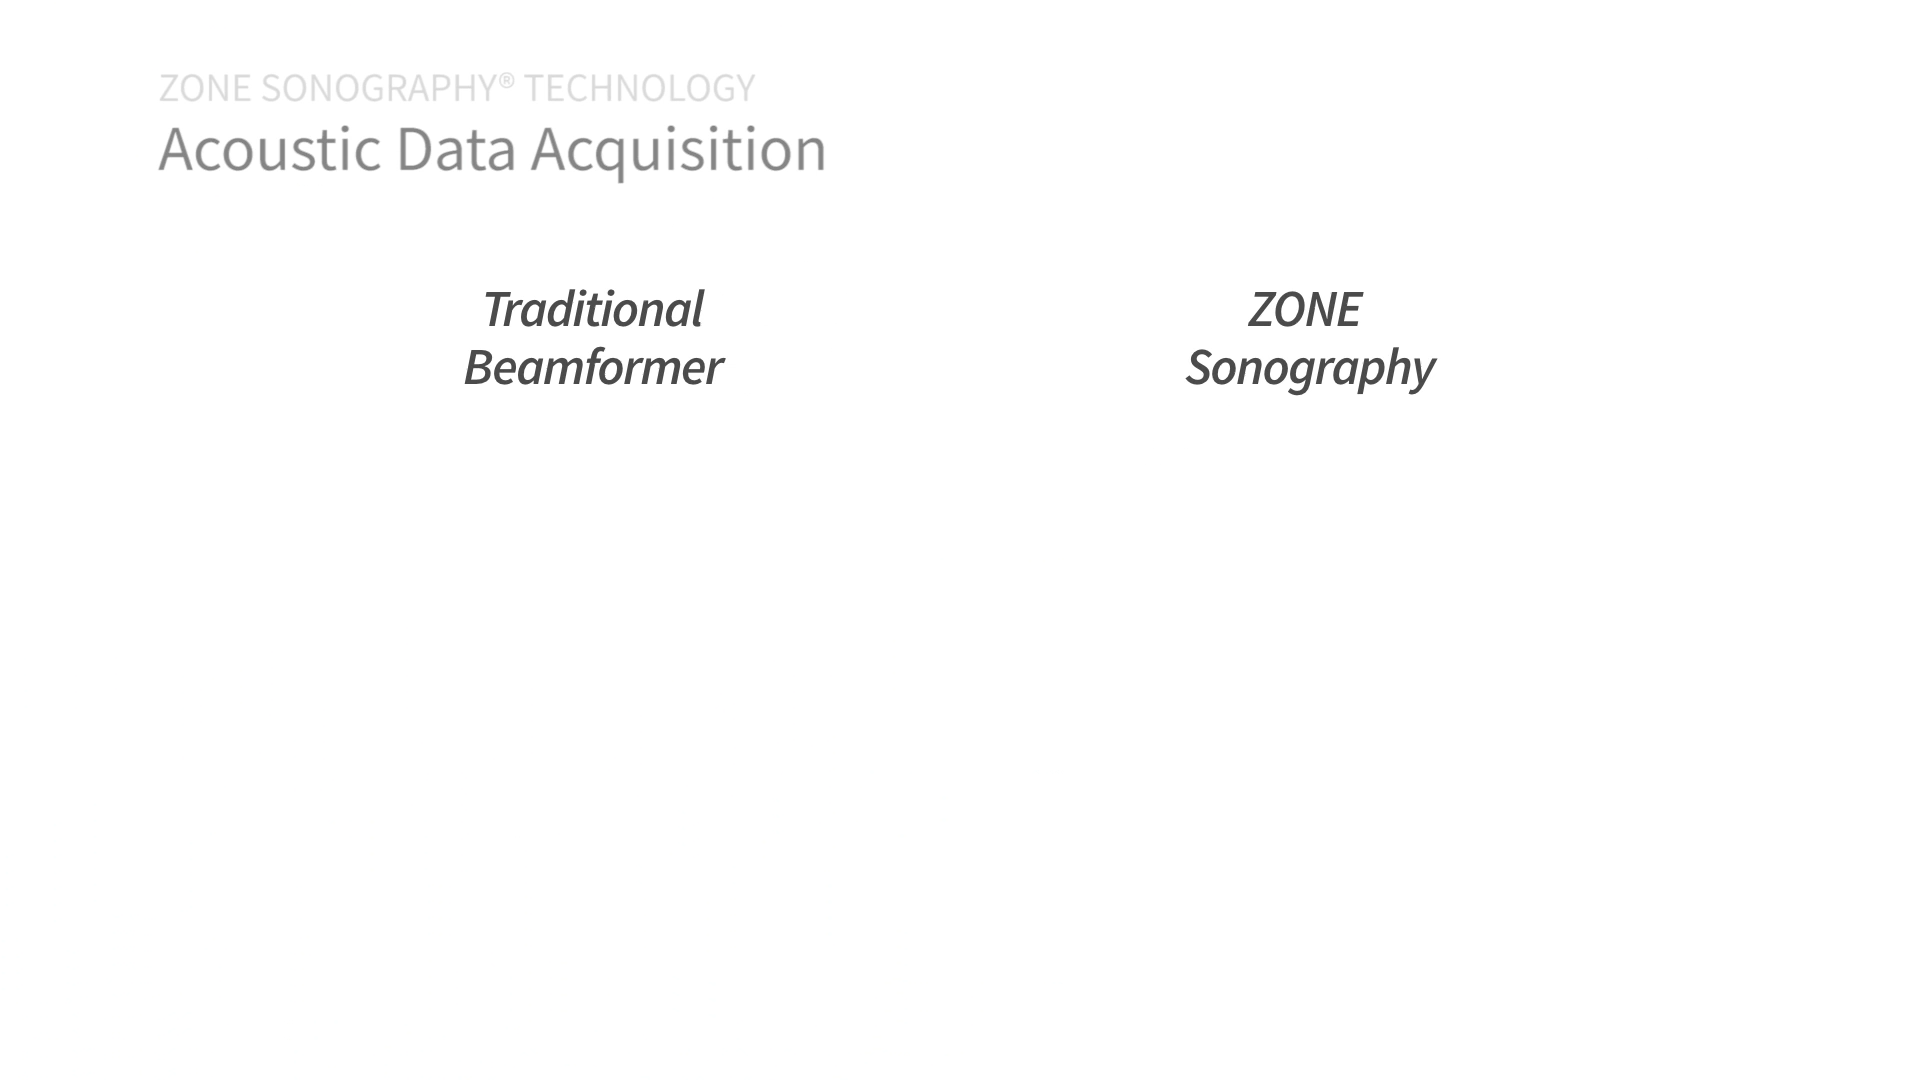 ZONE SONOGRAPHY® TECHNOLOGY
Acoustic Data Acquisition
Traditional
Beamformer
ZONE
Sonography